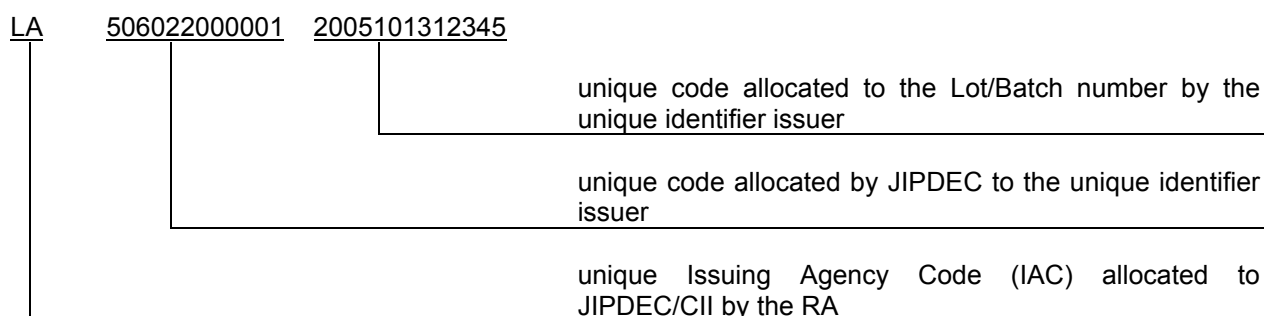 LA 506022000001 2005101312345
unique code allocated to the Lot/Batch number by the
unique identifier issuer
unique code allocated by JIPDEC to the unique identifier
issuer
unique Issuing Agency Code (IAC) allocated to
JIPDEC/CII by the RA